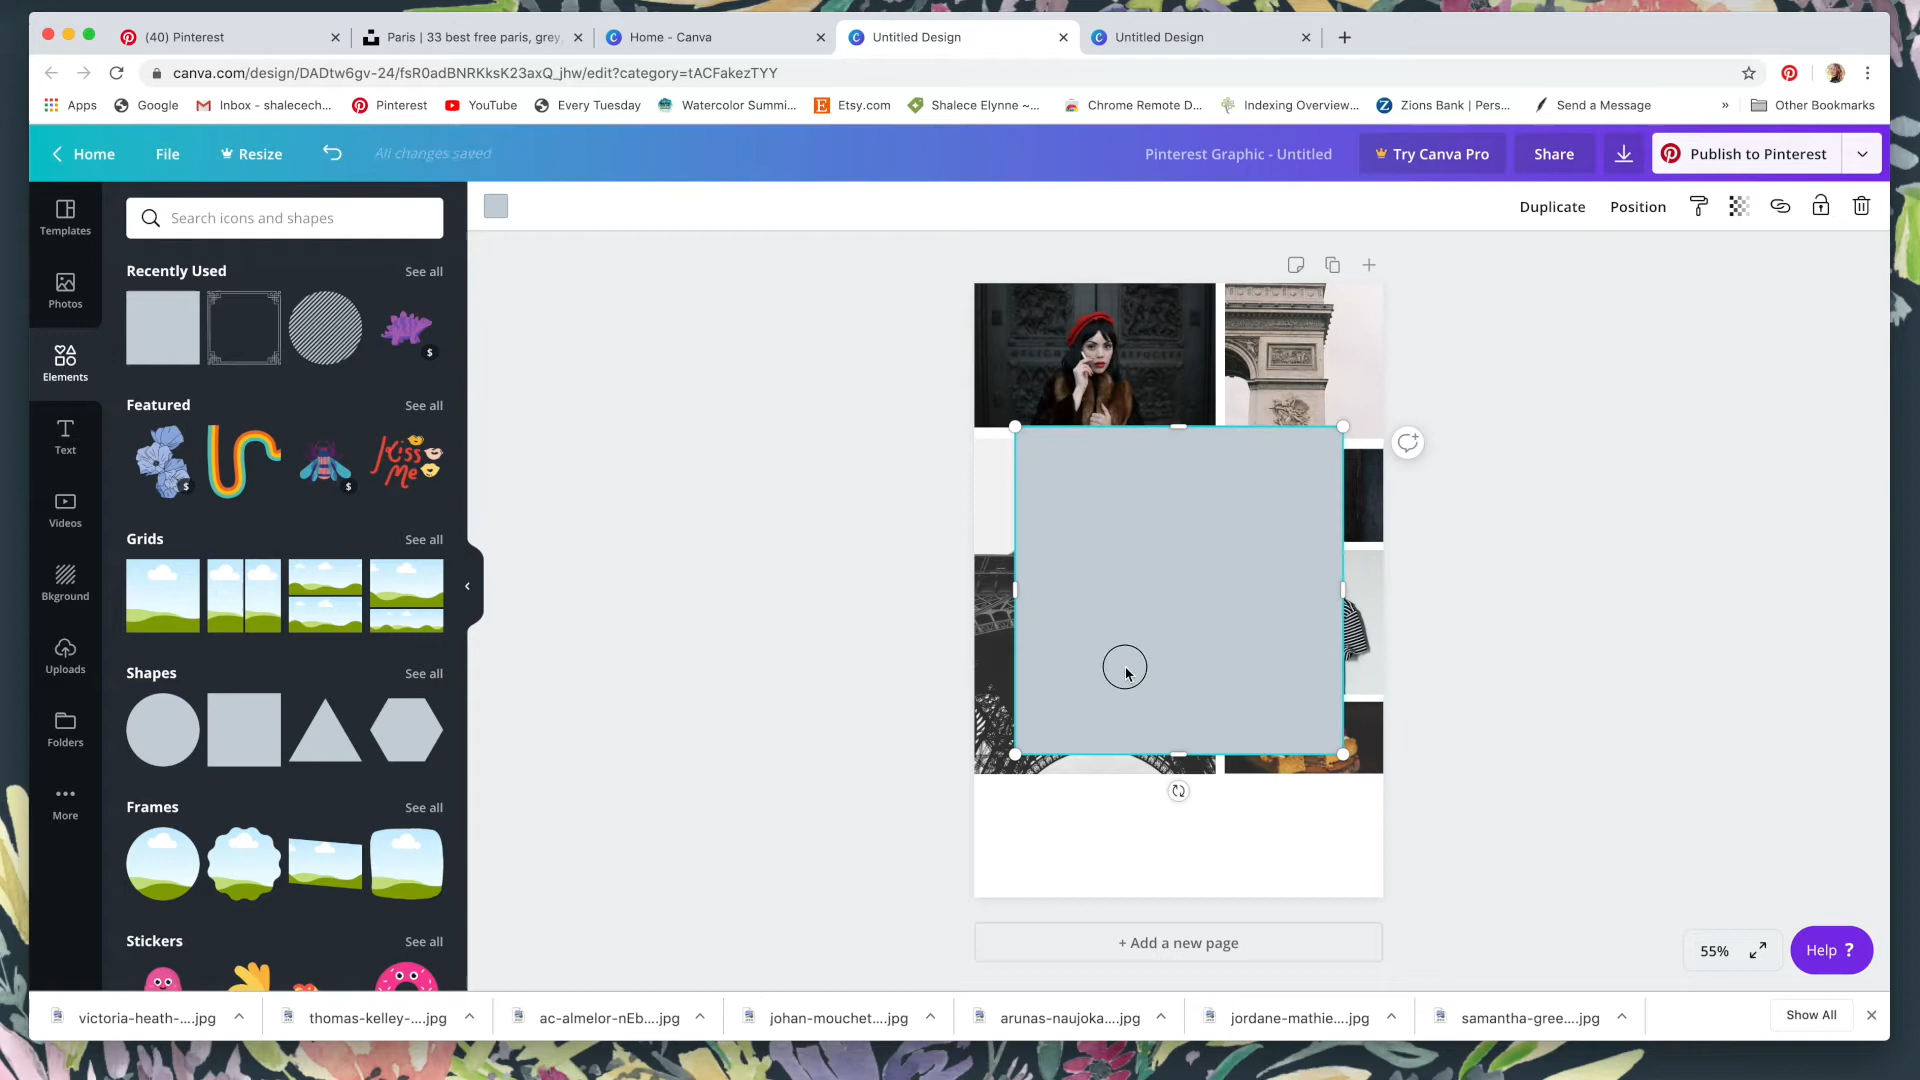 (40) Pinterest
Paris | 33 best free paris, grey,
Home - Canva
Untitled Design
Untitled Design
canva.com/design/DADtw6gv-24/fsR0adBNRKksK23axQ_jhw/edit?category=tACFakezTYY
Apps
Google
Inbox - shalecech...
Pinterest
YouTube
Every Tuesday
Watercolor Summi...
Etsy.com
Shalece Elynne ~...
Chrome Remote D...
Indexing Overview...
Zions Bank | Pers...
Send a Message
»
Other Bookmarks
Home
File
Resize
All changes saved
Pinterest Graphic - Untitled
Try Canva Pro
Share
Publish to Pinterest
Templates
Photos
Elements
Text
Videos
Bkground
Uploads
Folders
More
Search icons and shapes
Duplicate
Position
Recently Used
See all
$
Featured
See all
$
$
Kiss
Me
Grids
See all
Shapes
See all
Frames
See all
Stickers
See all
+ Add a new page
55%
Help ?
victoria-heath-....jpg
thomas-kelley-....jpg
ac-almelor-nEb....jpg
johan-mouchet....jpg
arunas-naujoka....jpg
jordane-mathie....jpg
samantha-gree....jpg
Show All